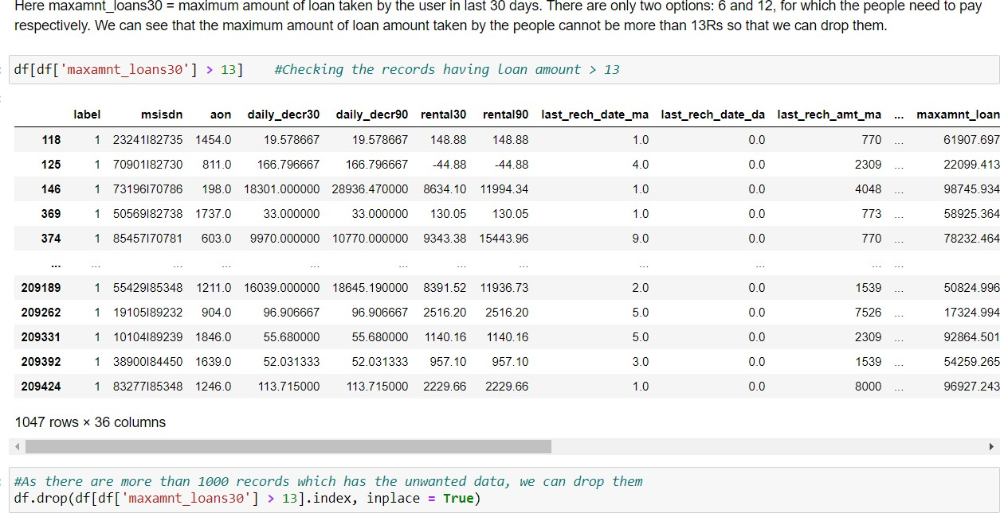 Here maxamnt_loans30 = maximum amount of loan taken by the user in last 30 days. There are only two options: 6 and 12, for which the people need to pay
respectively. We can see that the maximum amount of loan amount taken by the people cannot be more than 13Rs so that we can drop them.
df[df['maxamnt_loans30'] > 13]    #Checking the records having loan amount > 13
label msisdn aon daily_decr30 daily_decr90 rental30 rental90 last_rech_date_ma last_rech_date_da last_rech_amt_ma ... maxamnt_loan
118 1 23241I82735 1454.0 19.578667 19.578667 148.88 148.88 1.0 0.0 770 ... 61907.697
125 1 70901I82730 811.0 166.796667 166.796667 -44.88 -44.88 4.0 0.0 2309 ... 22099.413
146 1 73196I70786 198.0 18301.000000 28936.470000 8634.10 11994.34 1.0 0.0 4048 ... 98745.934
369 1 50569I82738 1737.0 33.000000 33.000000 130.05 130.05 1.0 0.0 773 ... 58925.364
374 1 85457I70781 603.0 9970.000000 10770.000000 9343.38 15443.96 9.0 0.0 770 ... 78232.464
... ... ... ... ... ... ... ... ... ... ... ...
209189 1 55429I85348 1211.0 16039.000000 18645.190000 8391.52 11936.73 2.0 0.0 1539 ... 50824.996
209262 1 19105I89232 904.0 96.906667 96.906667 2516.20 2516.20 5.0 0.0 7526 ... 17324.994
209331 1 10104I89239 1846.0 55.680000 55.680000 1140.16 1140.16 5.0 0.0 2309 ... 92864.501
209392 1 38900I84450 1639.0 52.031333 52.031333 957.10 957.10 3.0 0.0 1539 ... 54259.265
209424 1 83277I85348 1246.0 113.715000 113.715000 2229.66 2229.66 1.0 0.0 8000 ... 96927.243
1047 rows × 36 columns
#As there are more than 1000 records which has the unwanted data, we can drop them
df.drop(df[df['maxamnt_loans30'] > 13].index, inplace = True)